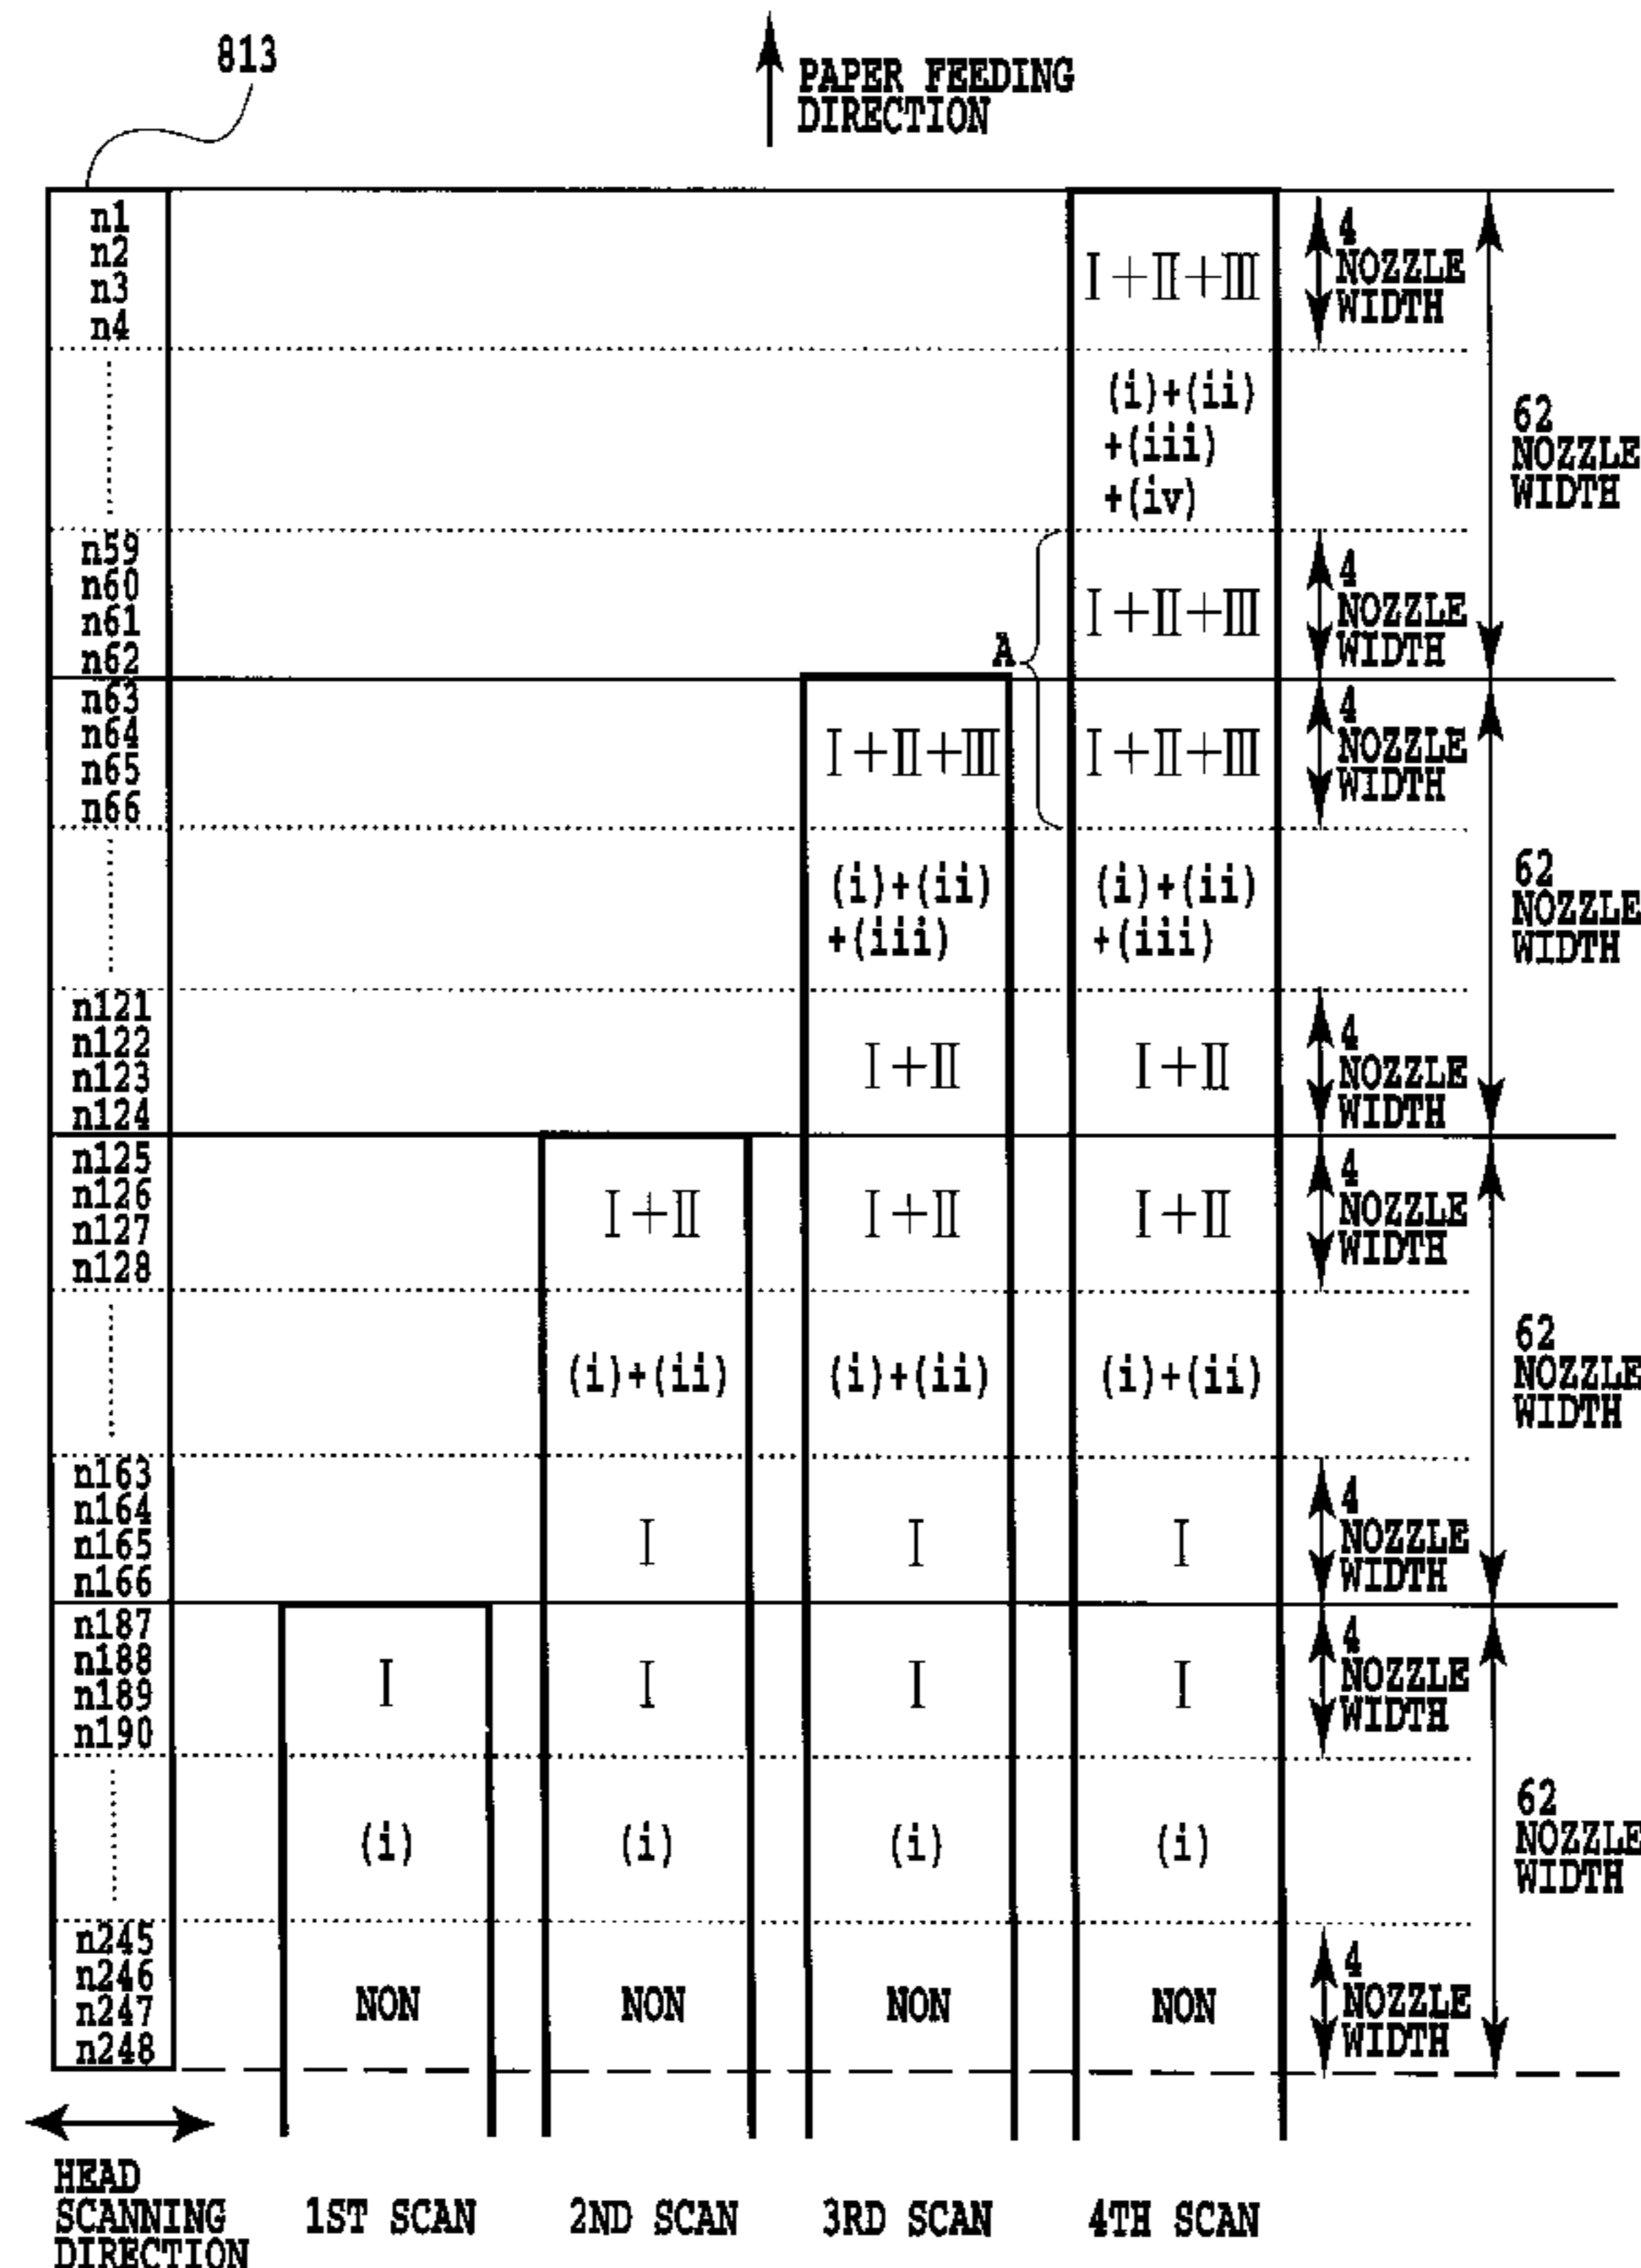 813
PAPER FEEDING
DIRECTION
n1
n2
n3
n4
I+II+III
4
NOZZLE
WIDTH
(i)+(ii)
+(iii)
+(iv)
62
NOZZLE
WIDTH
n59
n60
n61
n62
I+II+III
4
NOZZLE
WIDTH
A
n63
n64
n65
n66
I+II+III
I+II+III
4
NOZZLE
WIDTH
(i)+(ii)
+(iii)
(i)+(ii)
+(iii)
62
NOZZLE
WIDTH
n121
n122
n123
n124
I+II
I+II
4
NOZZLE
WIDTH
n125
n126
n127
n128
I+II
I+II
I+II
4
NOZZLE
WIDTH
(i)+(ii)
(i)+(ii)
(i)+(ii)
62
NOZZLE
WIDTH
n163
n164
n165
n166
I
I
I
4
NOZZLE
WIDTH
n187
n188
n189
n190
I
I
I
I
4
NOZZLE
WIDTH
(i)
(i)
(i)
(i)
62
NOZZLE
WIDTH
n245
n246
n247
n248
NON
NON
NON
NON
4
NOZZLE
WIDTH
HEAD
SCANNING
DIRECTION
1ST SCAN
2ND SCAN
3RD SCAN
4TH SCAN